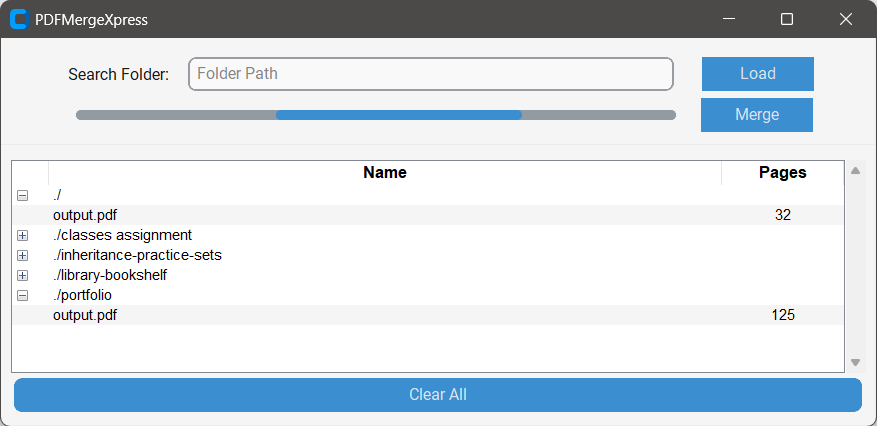 PDFMergeXpress
Search Folder: Folder Path Load
Merge
Name Pages
./
output.pdf 32
./classes assignment
./inheritance-practice-sets
./library-bookshelf
./portfolio
output.pdf 125
Clear All